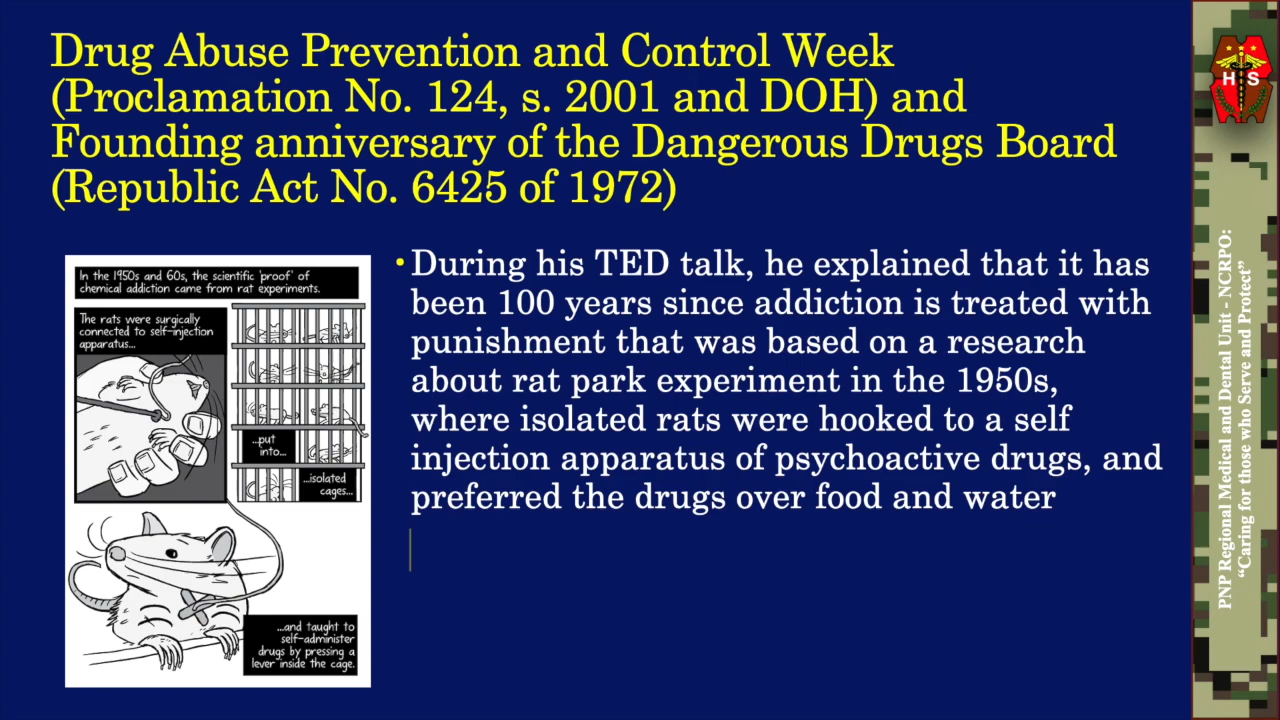 Drug Abuse Prevention and Control Week
(Proclamation No. 124, s. 2001 and DOH) and
Founding anniversary of the Dangerous Drugs Board
(Republic Act No. 6425 of 1972)
In the 1950s and 60s, the scientific 'proof' of
chemical addiction came from rat experiments.
The rats were surgically
connected to self-injection
apparatus...
...put
into...
...isolated
cages...
...and taught to
self-administer
drugs by pressing a
lever inside the cage.
• During his TED talk, he explained that it has
been 100 years since addiction is treated with
punishment that was based on a research
about rat park experiment in the 1950s,
where isolated rats were hooked to a self
injection apparatus of psychoactive drugs, and
preferred the drugs over food and water
H S
PNP Regional Medical and Dental Unit - NCRPO:
“Caring for those who Serve and Protect”